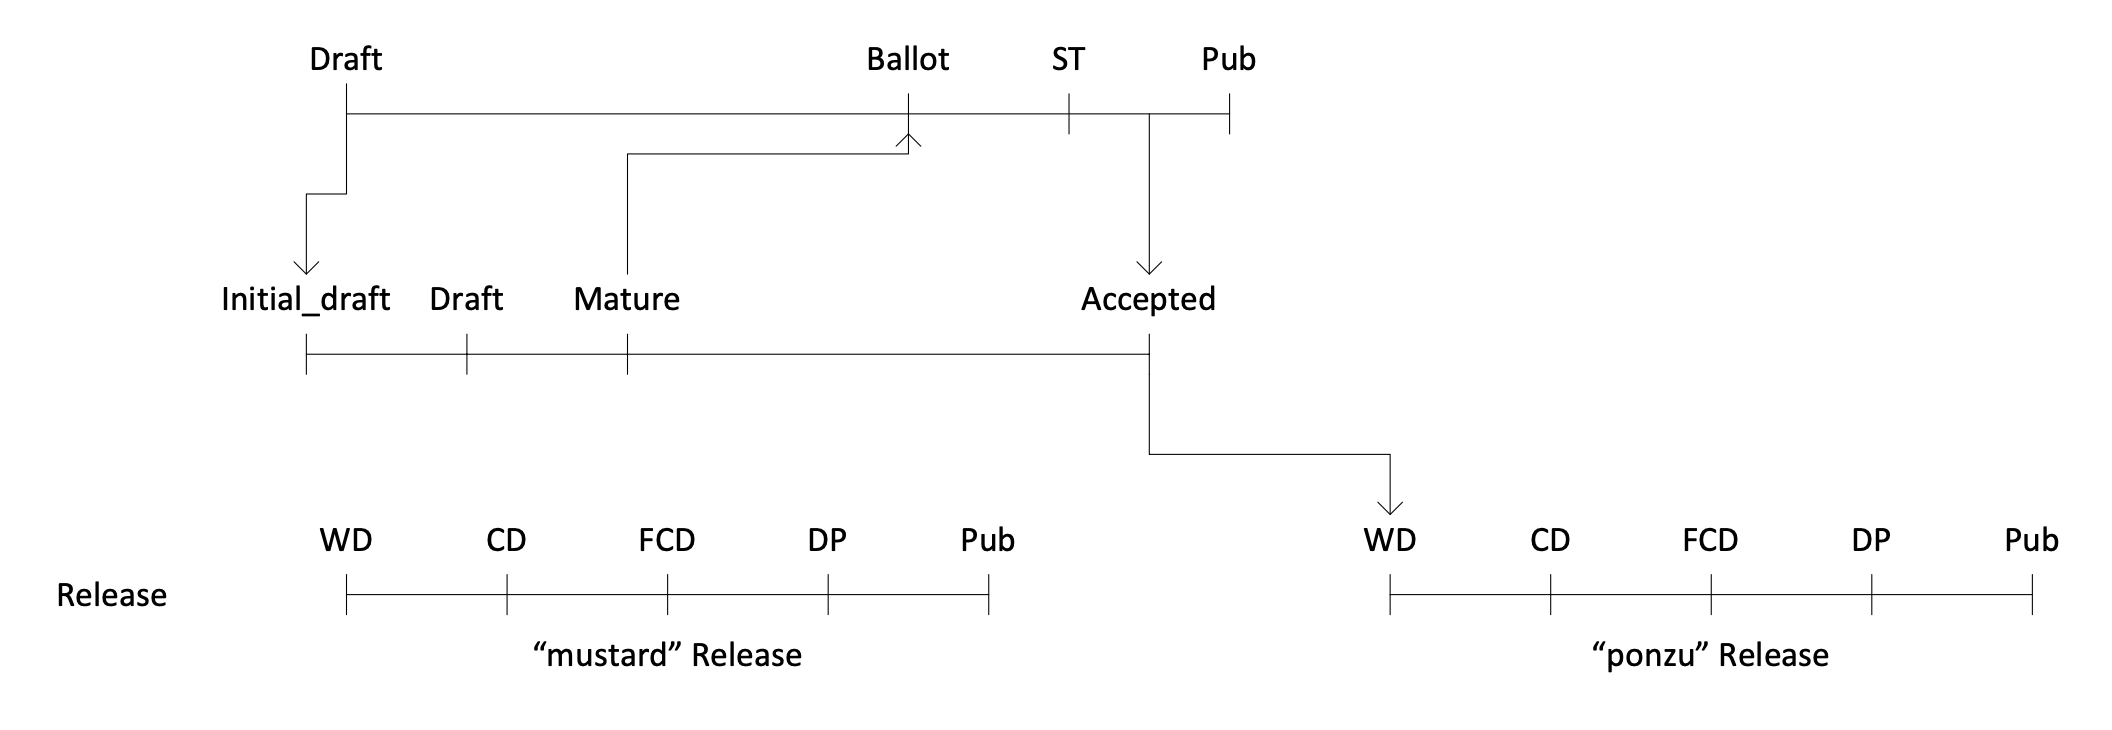 Draft Ballot ST Pub
Initial_draft Draft Mature Accepted
WD CD FCD DP Pub WD CD FCD DP Pub
Release
“mustard” Release “ponzu” Release